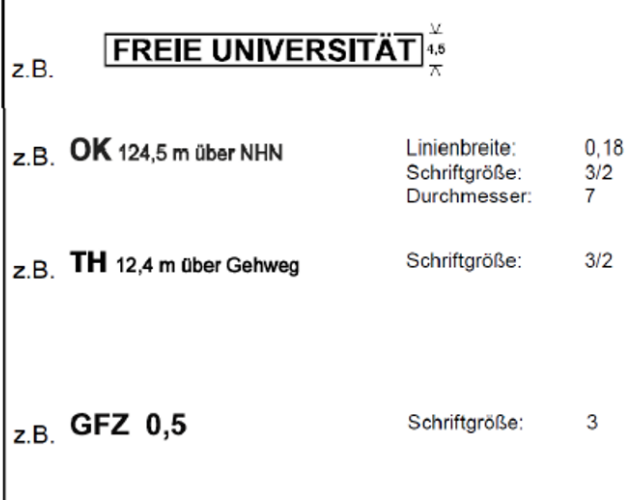 z.B. FREIE UNIVERSITÄT 4,5
z.B. OK 124,5 m über NHN Linienbreite: 0,18
Schriftgröße: 3/2
Durchmesser: 7
z.B. TH 12,4 m über Gehweg Schriftgröße: 3/2
z.B. GFZ 0,5 Schriftgröße: 3